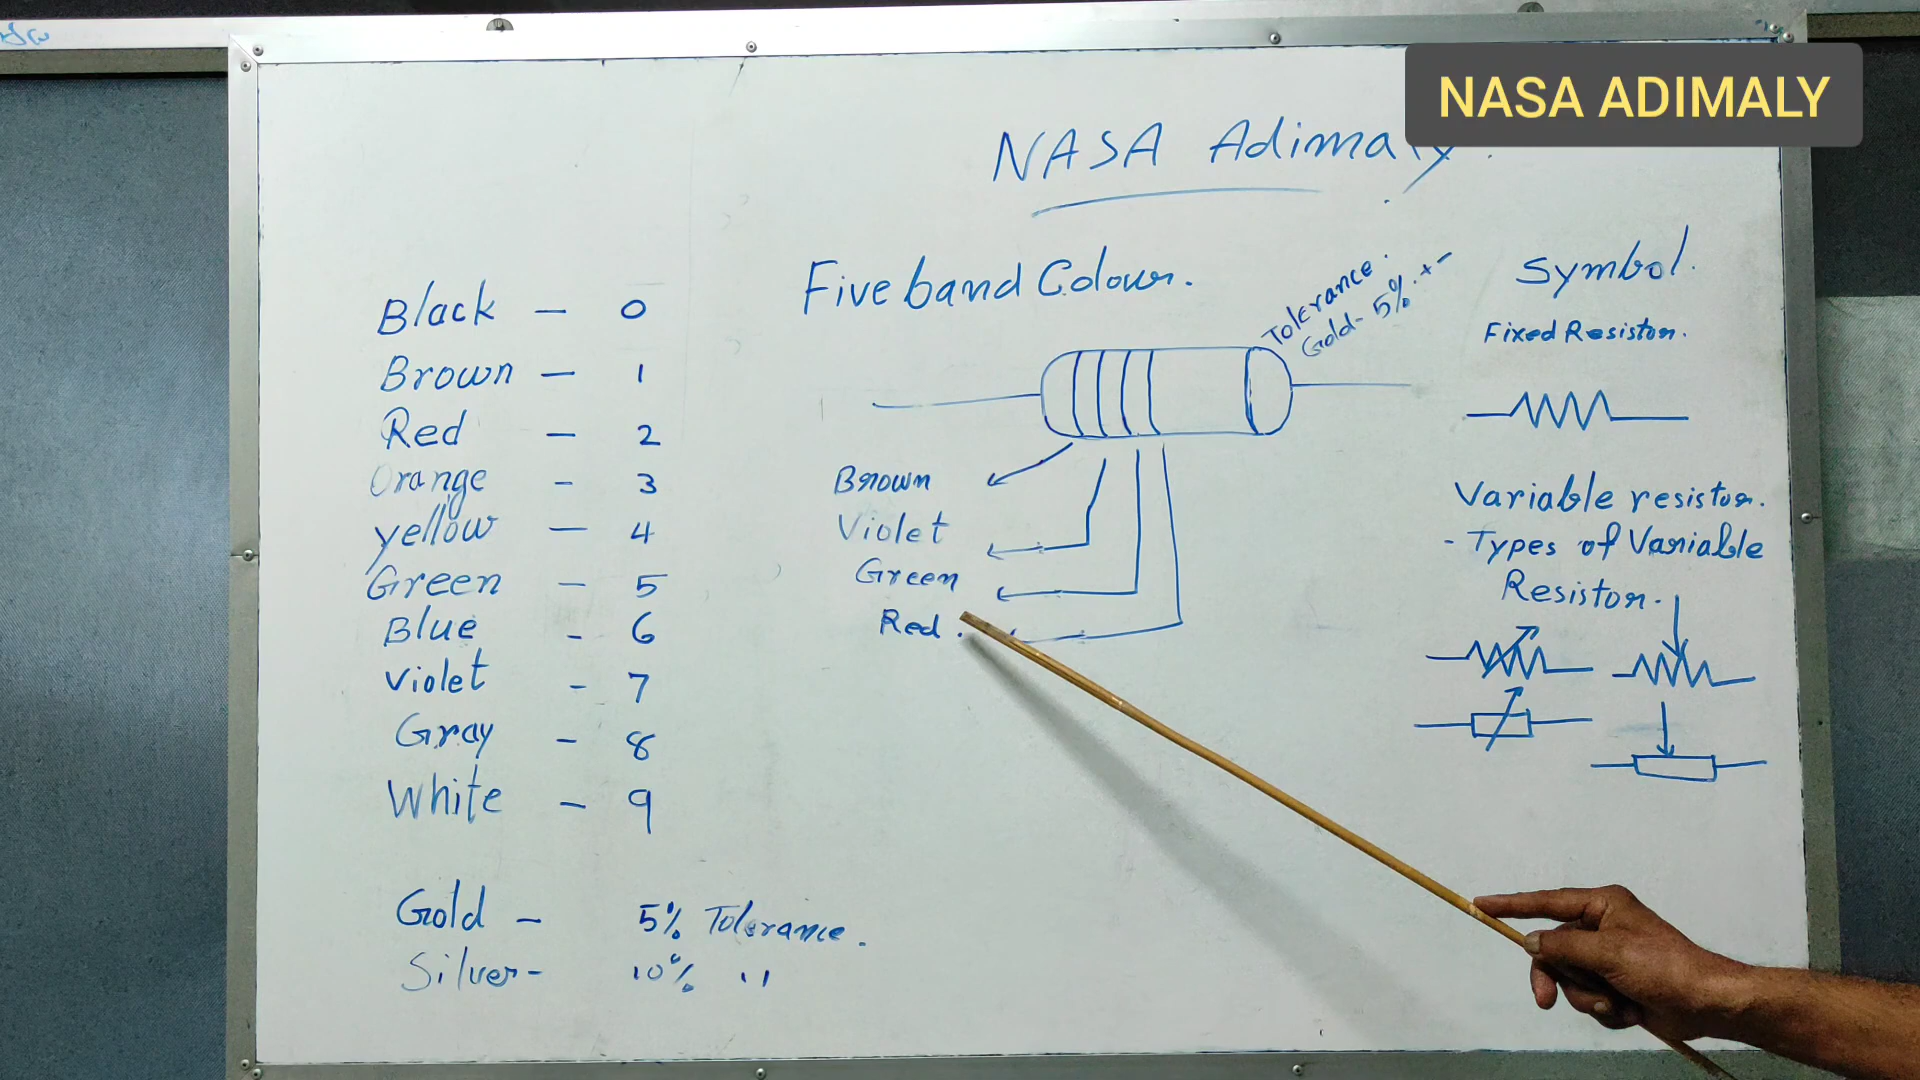 NASA ADIMALY
NASA Adimaly.
Five band Colour.
Black - 0
Brown - 1
Red - 2
Orange - 3
yellow - 4
Green - 5
Blue - 6
Violet - 7
Gray - 8
White - 9
Gold - 5% Tolerance.
Silver - 10% "
Tolerance.
Gold - 5% + -
Brown
Violet
Green
Red.
Symbol.
Fixed Resistor.
Variable resistor.
- Types of Variable
Resistor.